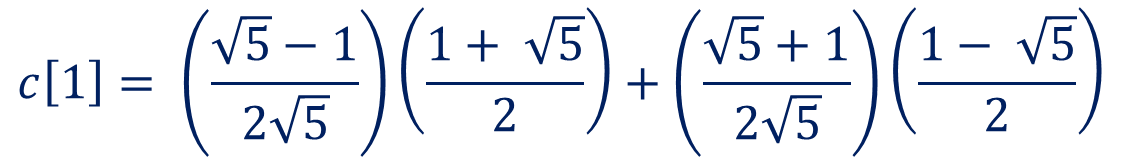 c[1] = ((√5 − 1)/(2√5)) ((1 + √5)/2) + ((√5 + 1)/(2√5)) ((1 − √5)/2)